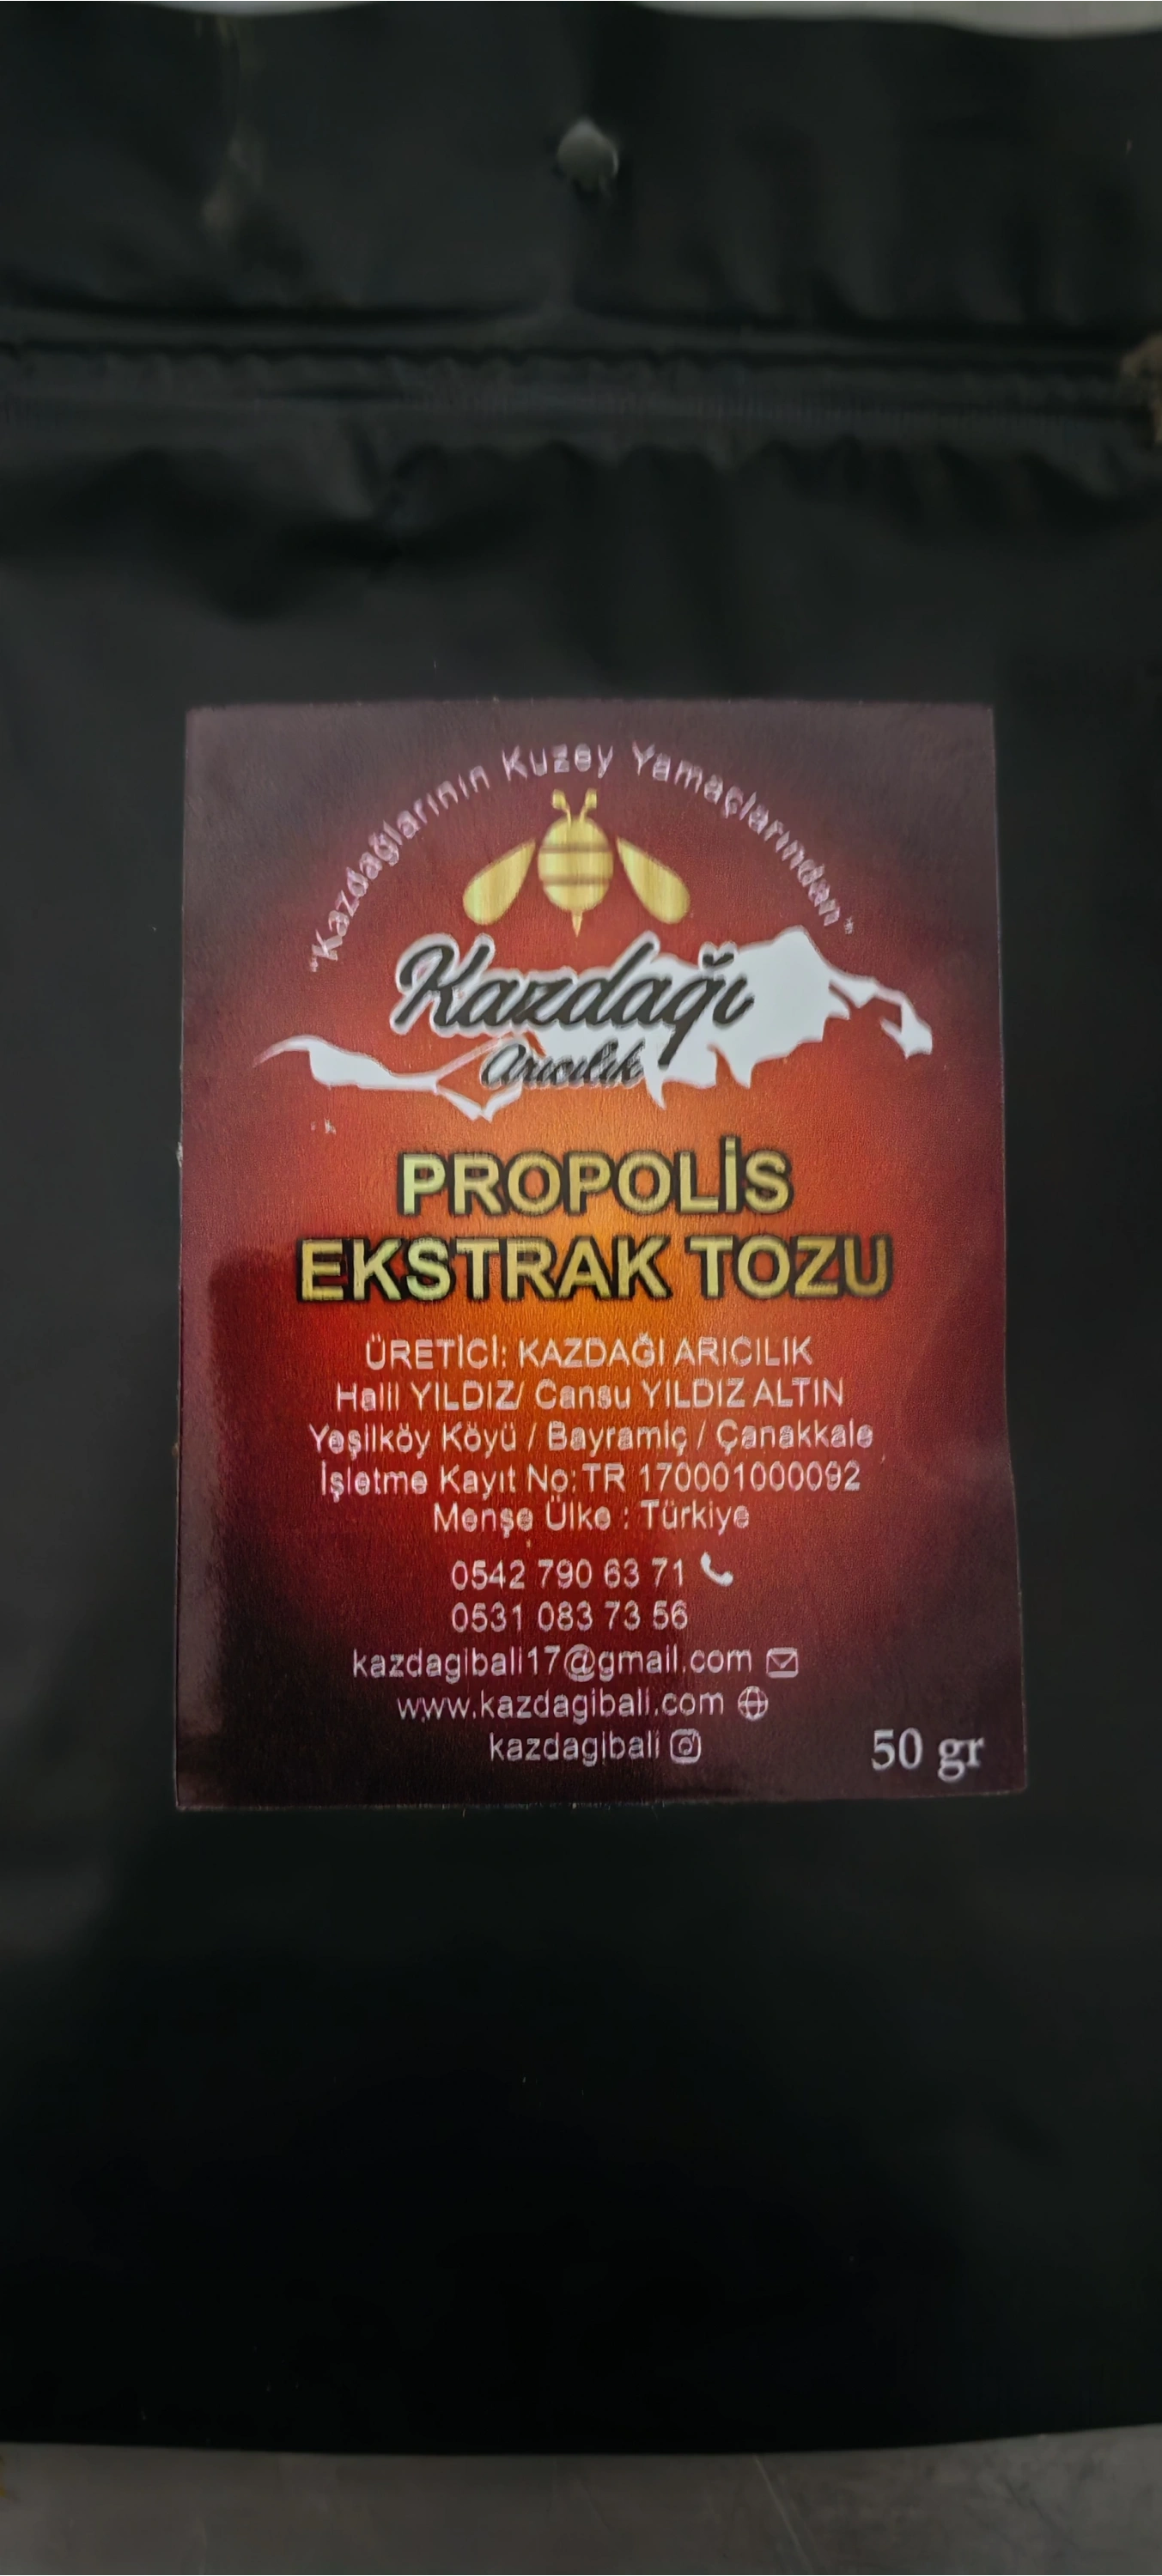 "Kazdağlarının Kuzey Yamaçlarından"
Kazdağı
Arıcılık
PROPOLİS
EKSTRAK TOZU
ÜRETİCİ: KAZDAĞI ARICILIK
Halil YILDIZ/ Cansu YILDIZ ALTIN
Yeşilköy Köyü / Bayramiç / Çanakkale
İşletme Kayıt No: TR 170001000092
Menşe Ülke : Türkiye
0542 790 63 71
0531 083 73 56
kazdagibali17@gmail.com
www.kazdagibali.com
kazdagibali
50 gr